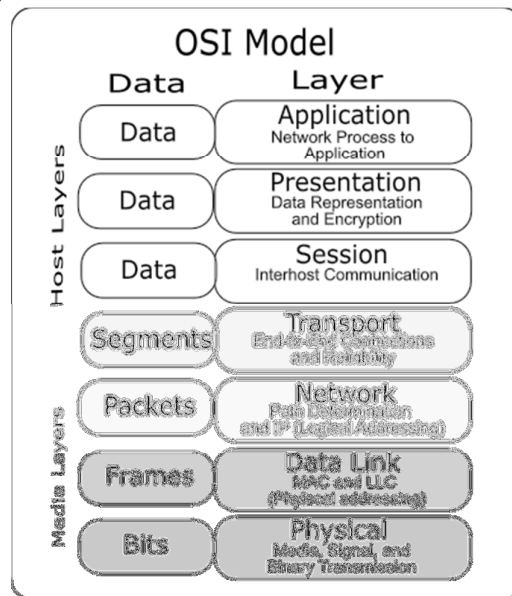 OSI Model
Data Layer
Host Layers
Data Application
Network Process to
Application
Data Presentation
Data Representation
and Encryption
Data Session
Interhost Communication
Segments Transport
End-to-End Connections
and Reliability
Media Layers
Packets Network
Path Determination
and IP (Logical Addressing)
Frames Data Link
MAC and LLC
(Physical addressing)
Bits Physical
Media, Signal, and
Binary Transmission